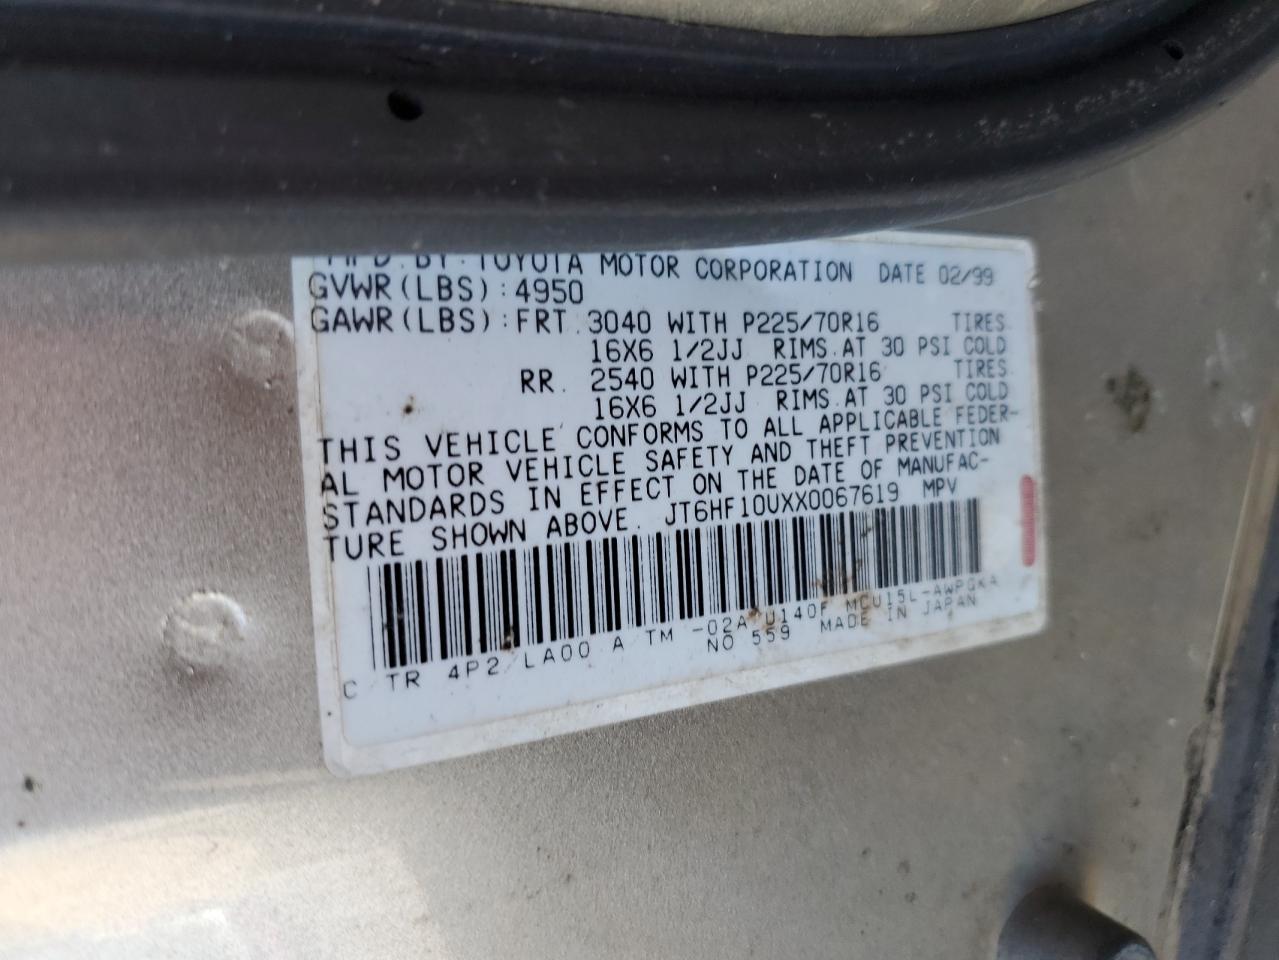 MFD. BY: TOYOTA MOTOR CORPORATION DATE 02/99
GVWR(LBS):4950
GAWR(LBS):FRT. 3040 WITH P225/70R16 TIRES
16X6 1/2JJ RIMS.AT 30 PSI COLD
RR. 2540 WITH P225/70R16 TIRES
16X6 1/2JJ RIMS.AT 30 PSI COLD
THIS VEHICLE CONFORMS TO ALL APPLICABLE FEDER-
AL MOTOR VEHICLE SAFETY AND THEFT PREVENTION
STANDARDS IN EFFECT ON THE DATE OF MANUFAC-
TURE SHOWN ABOVE. JT6HF10UXX0067619 MPV
C TR 4P2/LA00 A TM -02A/U140F MCU15L-AWPGKA
NO 559 MADE IN JAPAN